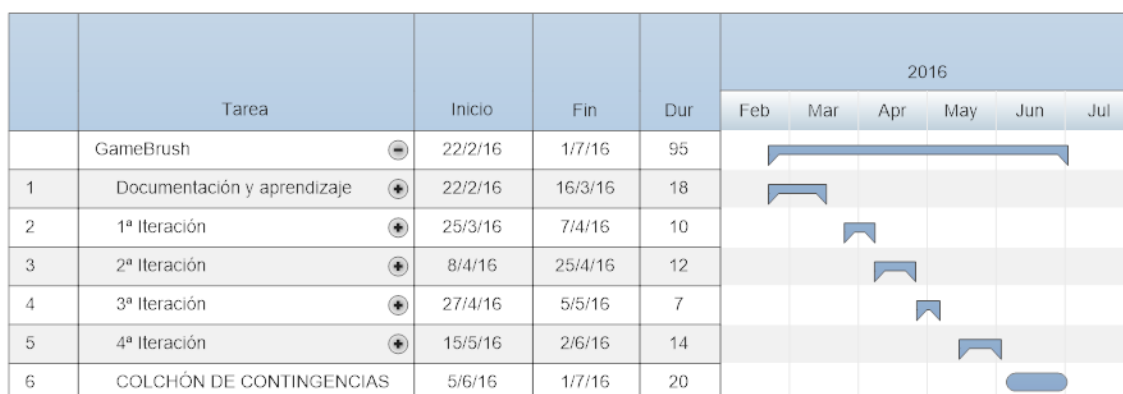 2016
Tarea Inicio Fin Dur Feb Mar Apr May Jun Jul
GameBrush 22/2/16 1/7/16 95
1 Documentación y aprendizaje 22/2/16 16/3/16 18
2 1ª Iteración 25/3/16 7/4/16 10
3 2ª Iteración 8/4/16 25/4/16 12
4 3ª Iteración 27/4/16 5/5/16 7
5 4ª Iteración 15/5/16 2/6/16 14
6 COLCHÓN DE CONTINGENCIAS 5/6/16 1/7/16 20